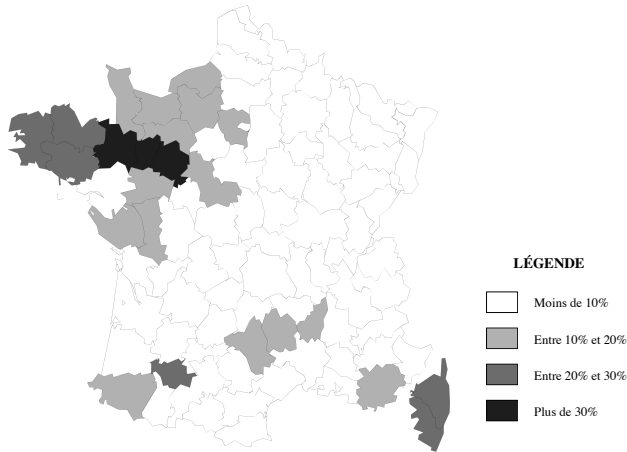 LÉGENDE
Moins de 10%
Entre 10% et 20%
Entre 20% et 30%
Plus de 30%